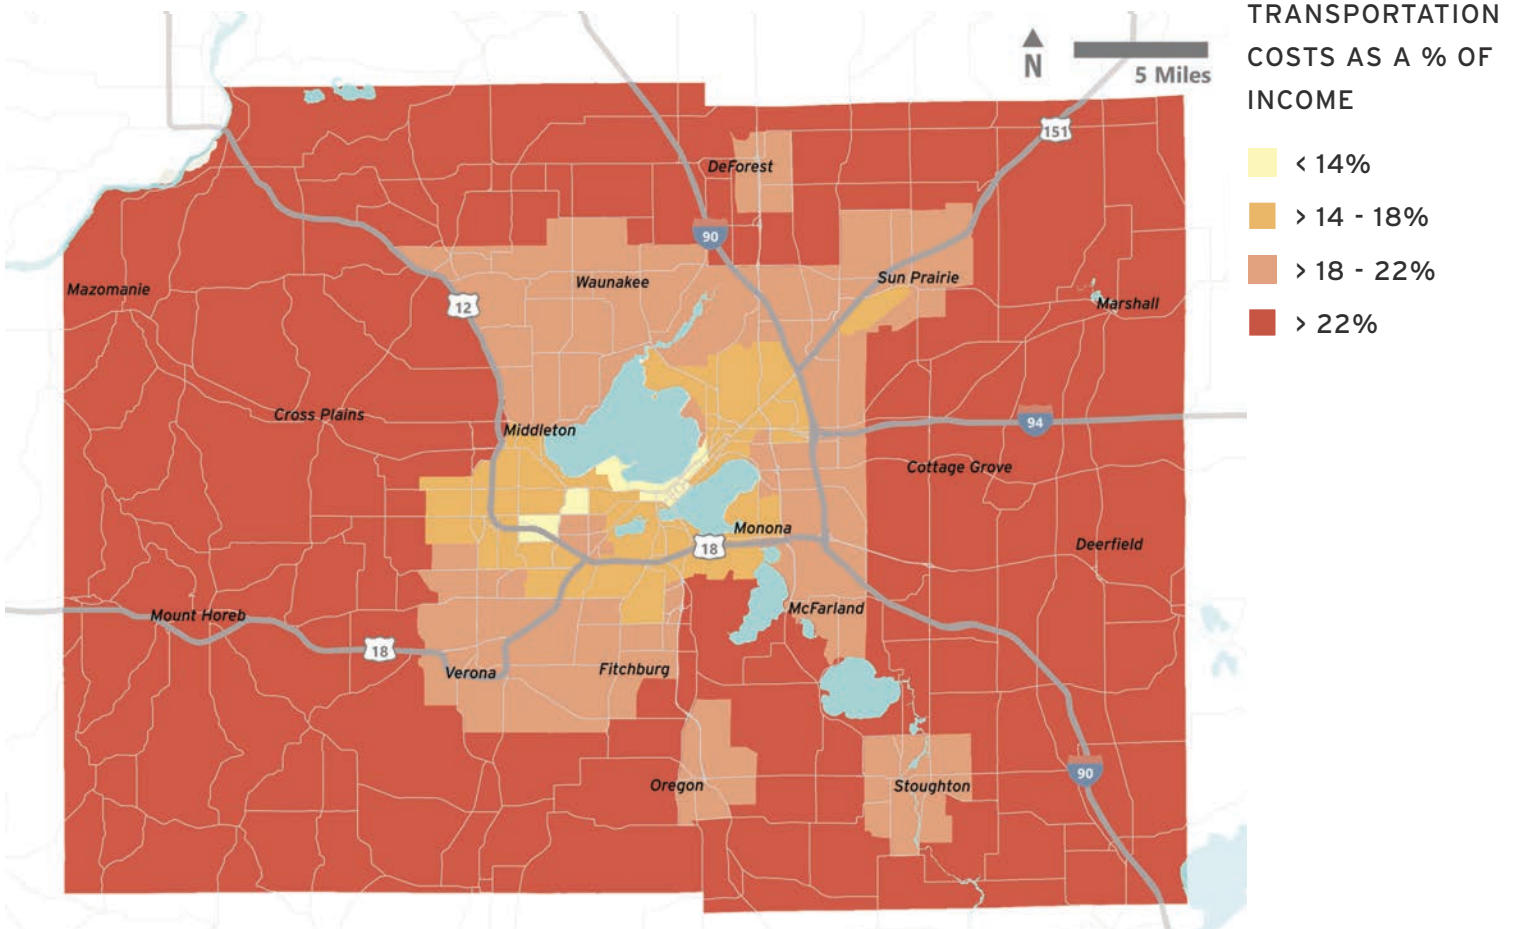 TRANSPORTATION
COSTS AS A % OF
INCOME
< 14%
> 14 - 18%
> 18 - 22%
> 22%
N
5 Miles
151
DeForest
90
Waunakee
Sun Prairie
Mazomanie
12
Marshall
Cross Plains
Middleton
94
Cottage Grove
Monona
18
Deerfield
Mount Horeb
McFarland
18
Verona
Fitchburg
90
Oregon
Stoughton